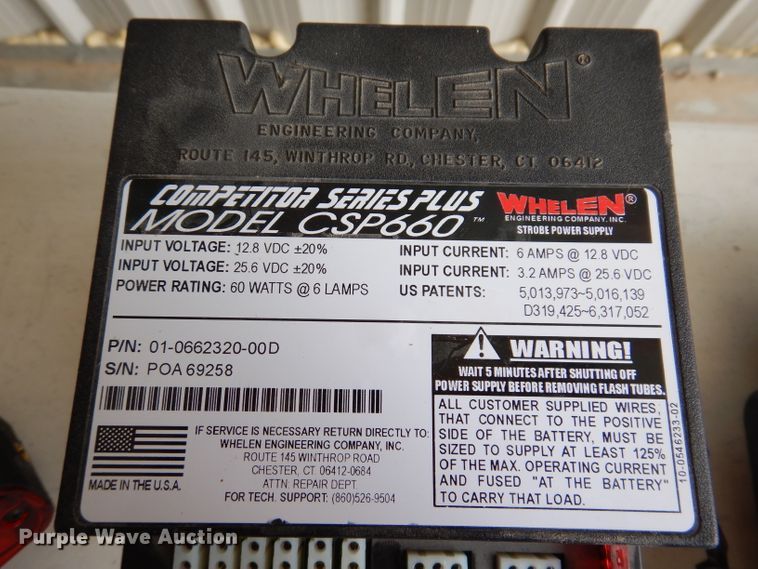 WHELEN®
ENGINEERING COMPANY,
ROUTE 145, WINTHROP RD., CHESTER, CT 06412
COMPETITOR SERIES PLUS
MODEL CSP660™
WHELEN®
ENGINEERING COMPANY, INC.
STROBE POWER SUPPLY
INPUT VOLTAGE: 12.8 VDC ±20%
INPUT VOLTAGE: 25.6 VDC ±20%
POWER RATING: 60 WATTS @ 6 LAMPS
INPUT CURRENT: 6 AMPS @ 12.8 VDC
INPUT CURRENT: 3.2 AMPS @ 25.6 VDC
US PATENTS: 5,013,973~5,016,139
D319,425~6,317,052
P/N: 01-0662320-00D
S/N: POA 69258
WARNING!
WAIT 5 MINUTES AFTER SHUTTING OFF
POWER SUPPLY BEFORE REMOVING FLASH TUBES.
ALL CUSTOMER SUPPLIED WIRES,
THAT CONNECT TO THE POSITIVE
SIDE OF THE BATTERY, MUST BE
SIZED TO SUPPLY AT LEAST 125%
OF THE MAX. OPERATING CURRENT
AND FUSED "AT THE BATTERY"
TO CARRY THAT LOAD.
10-0546233-02
MADE IN THE U.S.A.
IF SERVICE IS NECESSARY RETURN DIRECTLY TO:
WHELEN ENGINEERING COMPANY, INC.
ROUTE 145 WINTHROP ROAD
CHESTER, CT 06412-0684
ATTN. REPAIR DEPT.
FOR TECH. SUPPORT: (860)526-9504
Purple Wave Auction